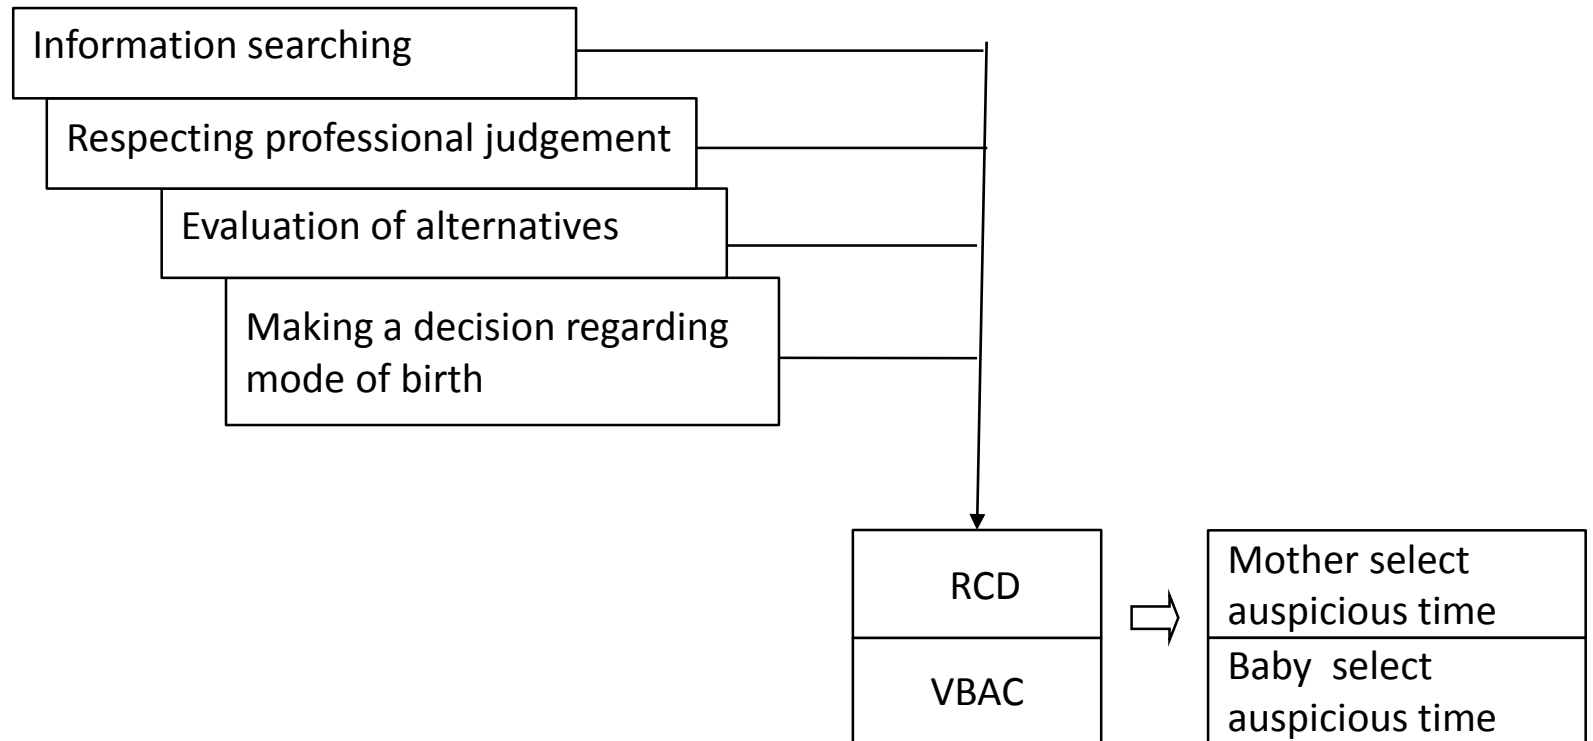 Information searching
Respecting professional judgement
Evaluation of alternatives
Making a decision regarding
mode of birth
RCD
Mother select
auspicious time
VBAC
Baby select
auspicious time